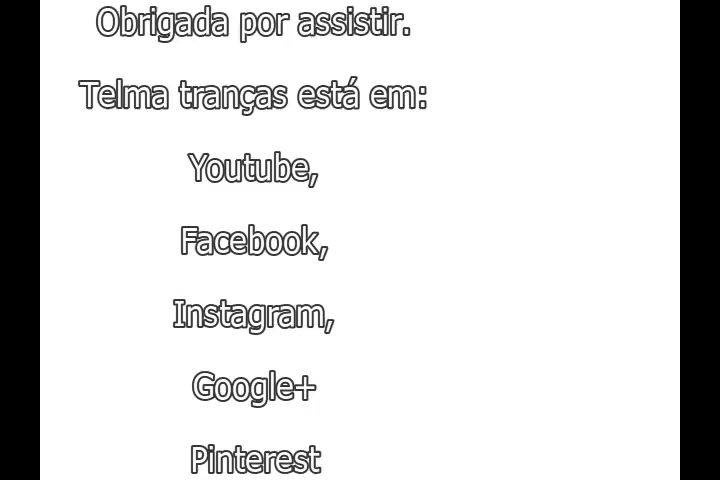 Obrigada por assistir.
Telma tranças está em:
Youtube,
Facebook,
Instagram,
Google+
Pinterest